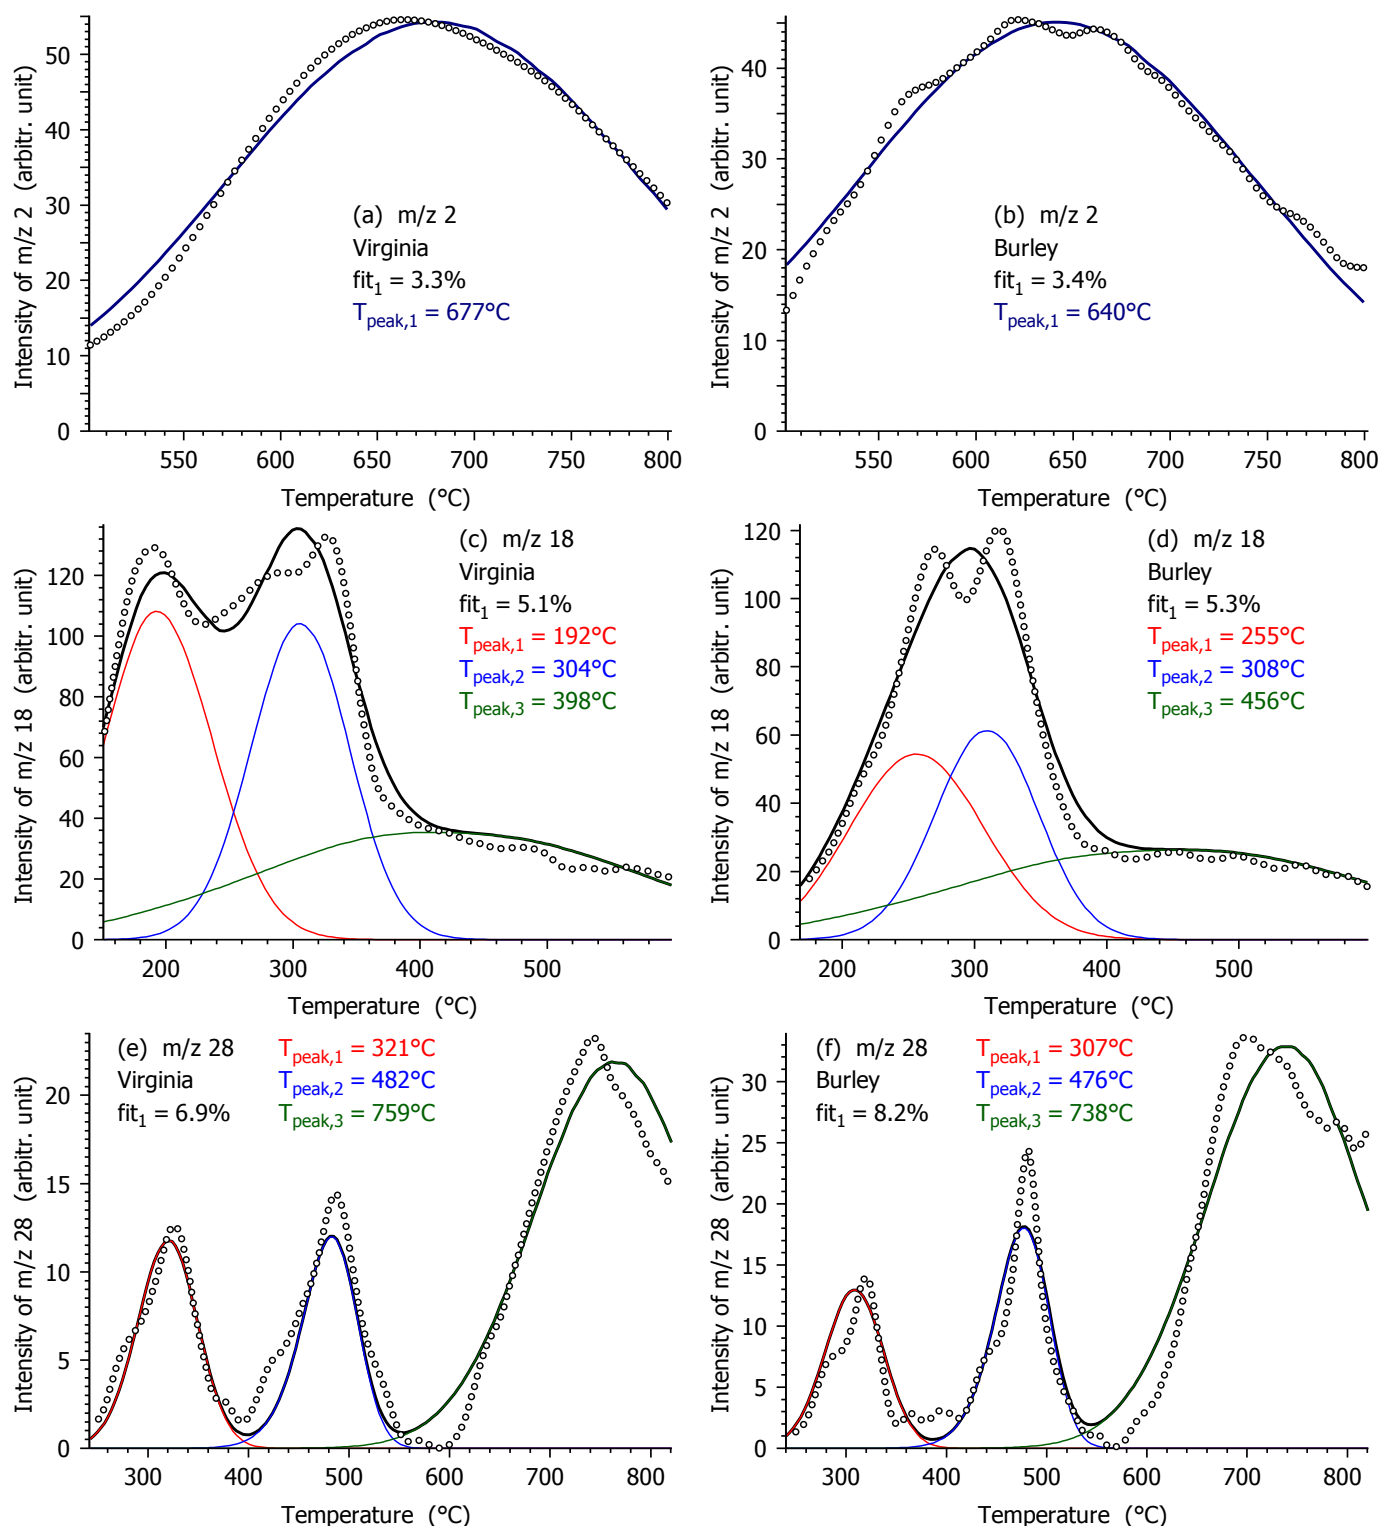 Intensity of m/z 2 (arbitr. unit)
50
40
30
20
10
0
550 600 650 700 750 800
Temperature (°C)
(a) m/z 2
Virginia
fit1 = 3.3%
Tpeak,1 = 677°C
Intensity of m/z 2 (arbitr. unit)
40
30
20
10
0
550 600 650 700 750 800
Temperature (°C)
(b) m/z 2
Burley
fit1 = 3.4%
Tpeak,1 = 640°C
Intensity of m/z 18 (arbitr. unit)
120
100
80
60
40
20
0
200 300 400 500
Temperature (°C)
(c) m/z 18
Virginia
fit1 = 5.1%
Tpeak,1 = 192°C
Tpeak,2 = 304°C
Tpeak,3 = 398°C
Intensity of m/z 18 (arbitr. unit)
120
100
80
60
40
20
0
200 300 400 500
Temperature (°C)
(d) m/z 18
Burley
fit1 = 5.3%
Tpeak,1 = 255°C
Tpeak,2 = 308°C
Tpeak,3 = 456°C
Intensity of m/z 28 (arbitr. unit)
20
15
10
5
0
300 400 500 600 700 800
Temperature (°C)
(e) m/z 28
Virginia
fit1 = 6.9%
Tpeak,1 = 321°C
Tpeak,2 = 482°C
Tpeak,3 = 759°C
Intensity of m/z 28 (arbitr. unit)
30
25
20
15
10
5
0
300 400 500 600 700 800
Temperature (°C)
(f) m/z 28
Burley
fit1 = 8.2%
Tpeak,1 = 307°C
Tpeak,2 = 476°C
Tpeak,3 = 738°C